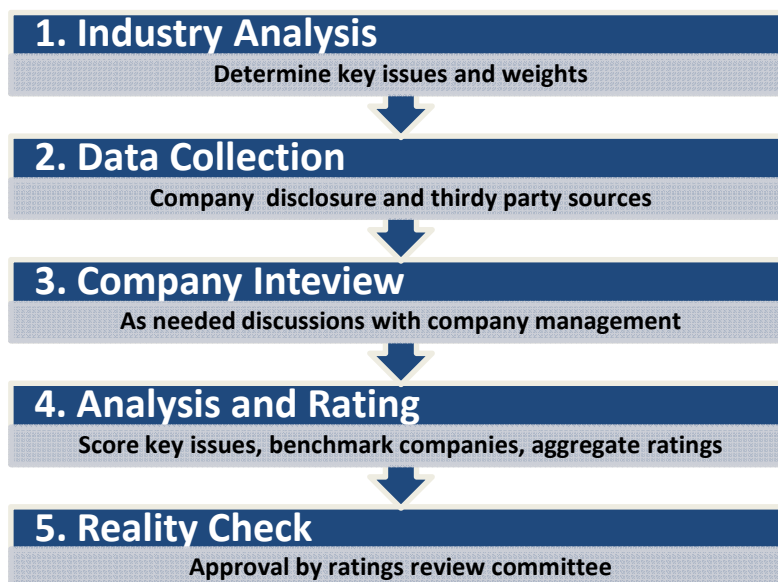 1. Industry Analysis
Determine key issues and weights
2. Data Collection
Company disclosure and thirdy party sources
3. Company Inteview
As needed discussions with company management
4. Analysis and Rating
Score key issues, benchmark companies, aggregate ratings
5. Reality Check
Approval by ratings review committee